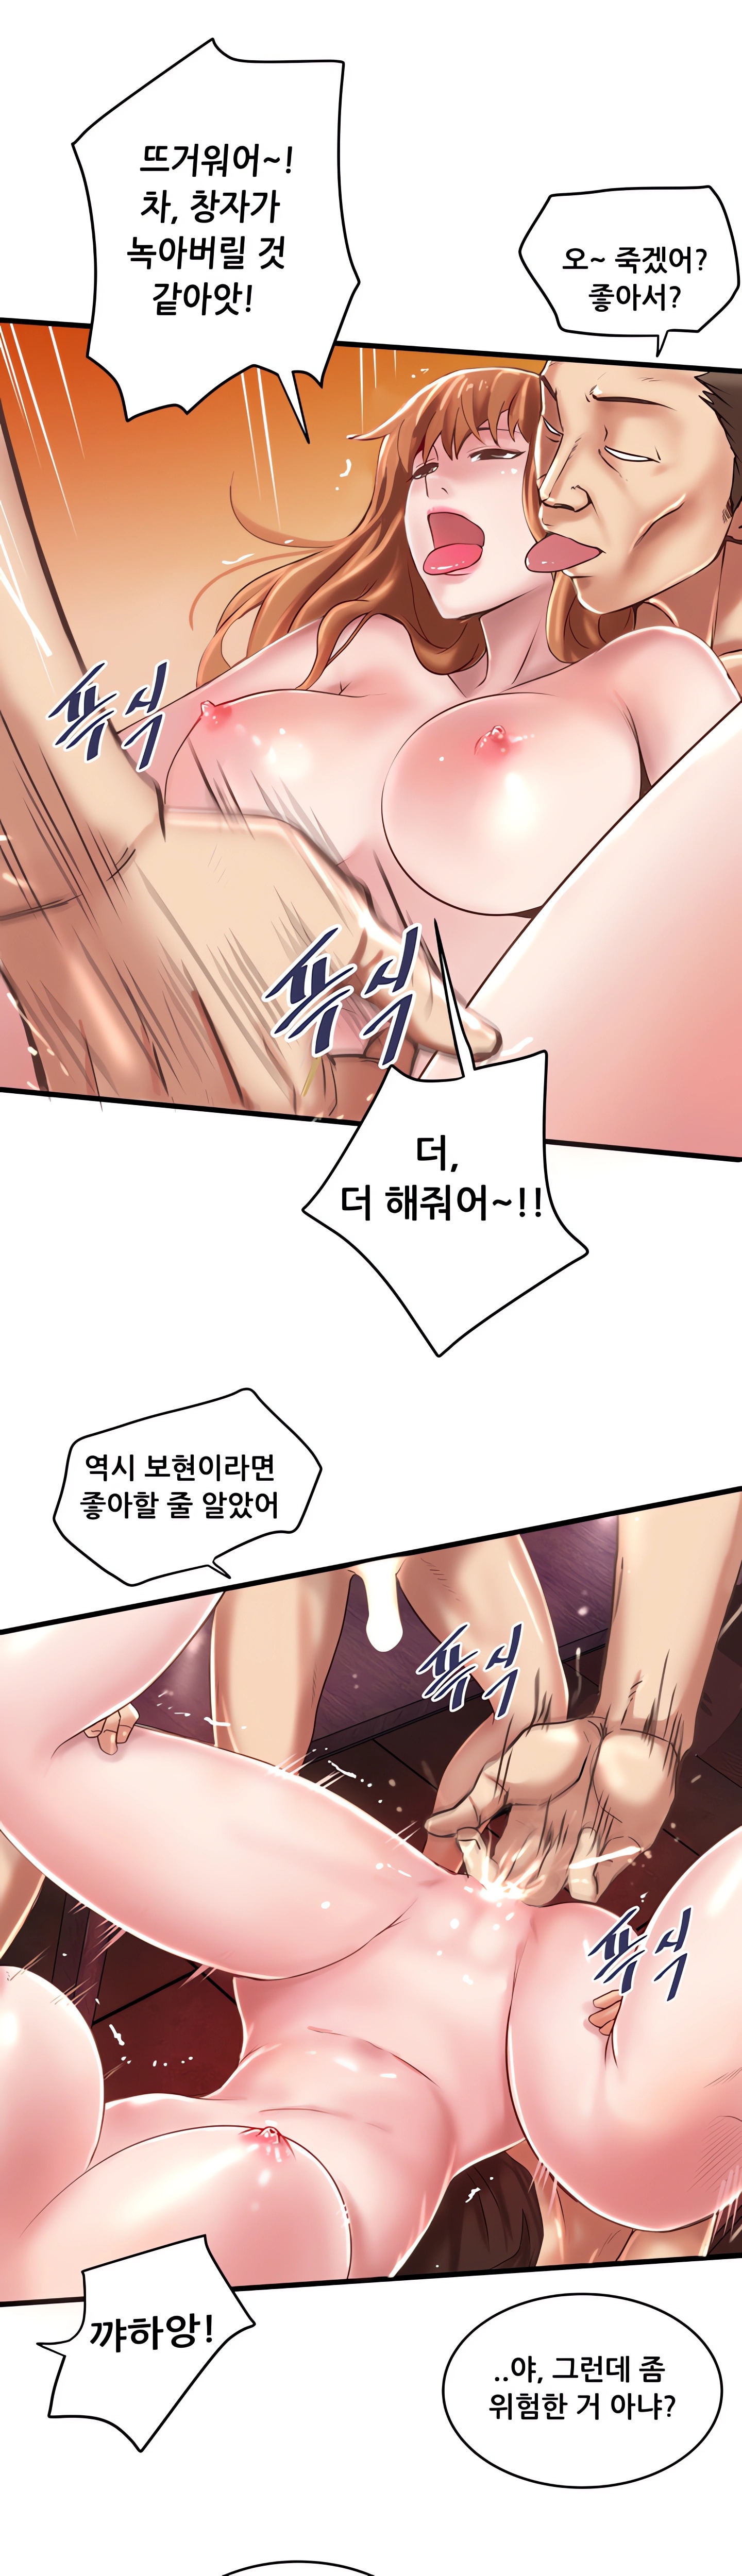 뜨거워어~!
차, 창자가
녹아버릴 것
같아앗!
오~ 죽겠어?
좋아서?
푸식
푸식
더,
더 해줘어~!!
역시 보현이라면
좋아할 줄 알았어
푸식
푸식
꺄하앙!
..야, 그런데 좀
위험한 거 아냐?